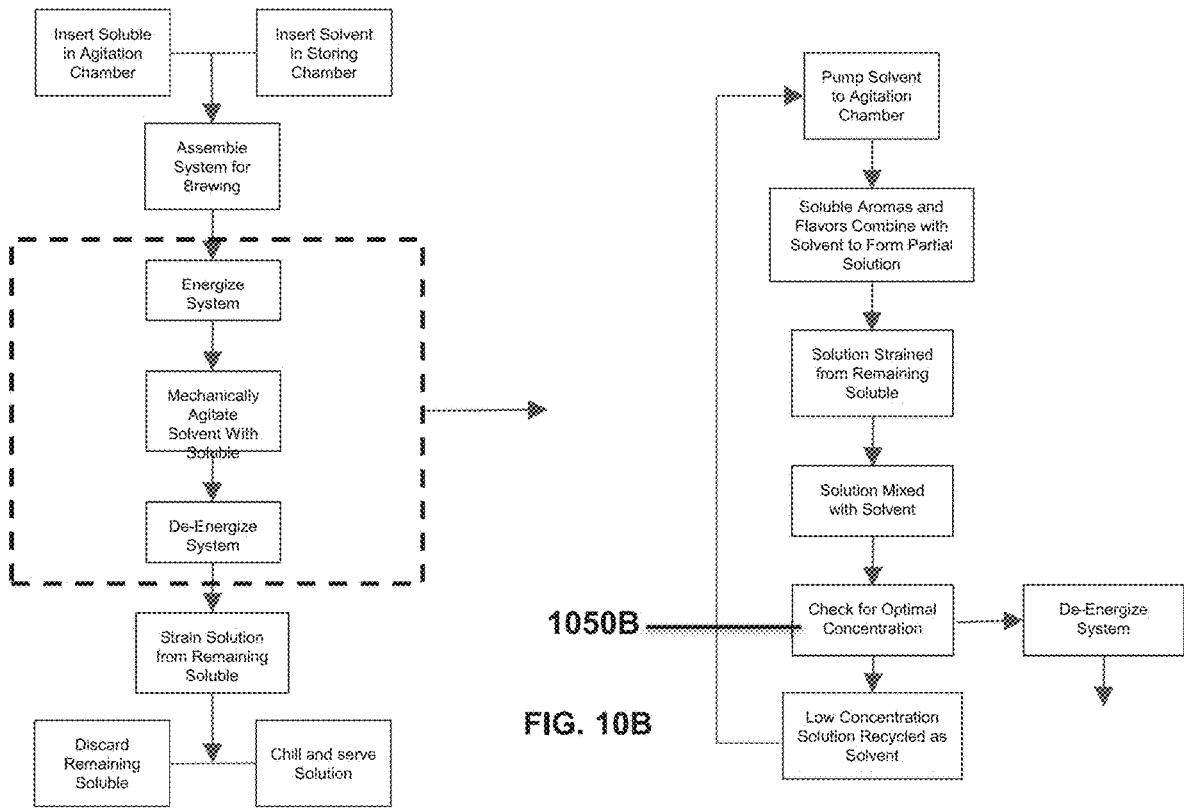 Insert Soluble
in Agitation
Chamber
Insert Solvent
in Storing
Chamber
Assemble
System for
Brewing
Energize
System
Mechanically
Agitate
Solvent With
Soluble
De-Energize
System
Strain Solution
from Remaining
Soluble
Discard
Remaining
Soluble
Chill and serve
Solution
Pump Solvent
to Agitation
Chamber
Soluble Aromas and
Flavors Combine with
Solvent to Form Partial
Solution
Solution Strained
from Remaining
Soluble
Solution Mixed
with Solvent
1050B
Check for Optimal
Concentration
De-Energize
System
Low Concentration
Solution Recycled as
Solvent
FIG. 10B